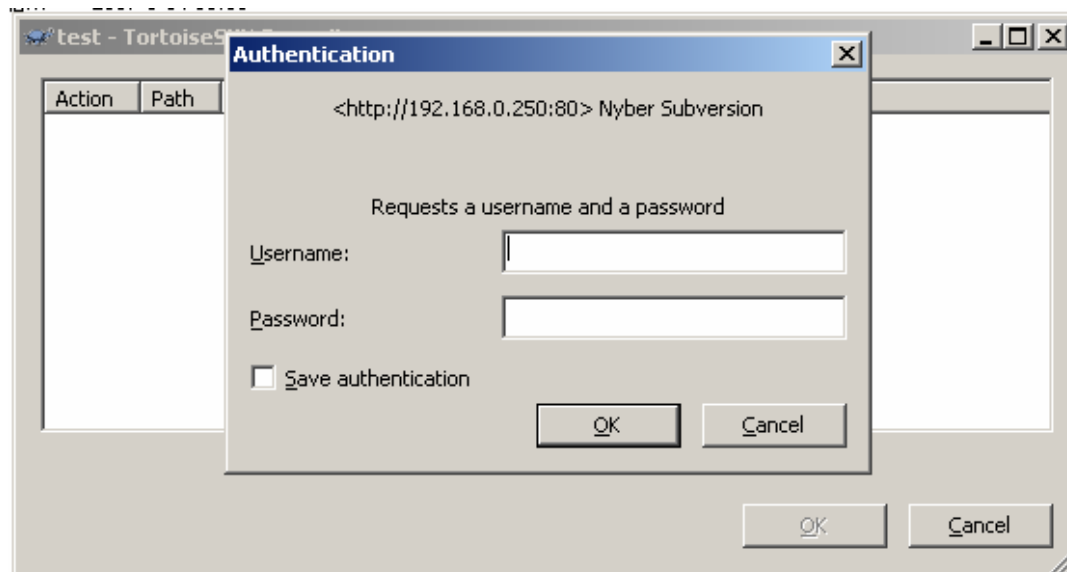 test - Tortoise
Authentication
Action Path
<http://192.168.0.250:80> Nyber Subversion
Requests a username and a password
Username:
Password:
Save authentication
OK Cancel
OK Cancel